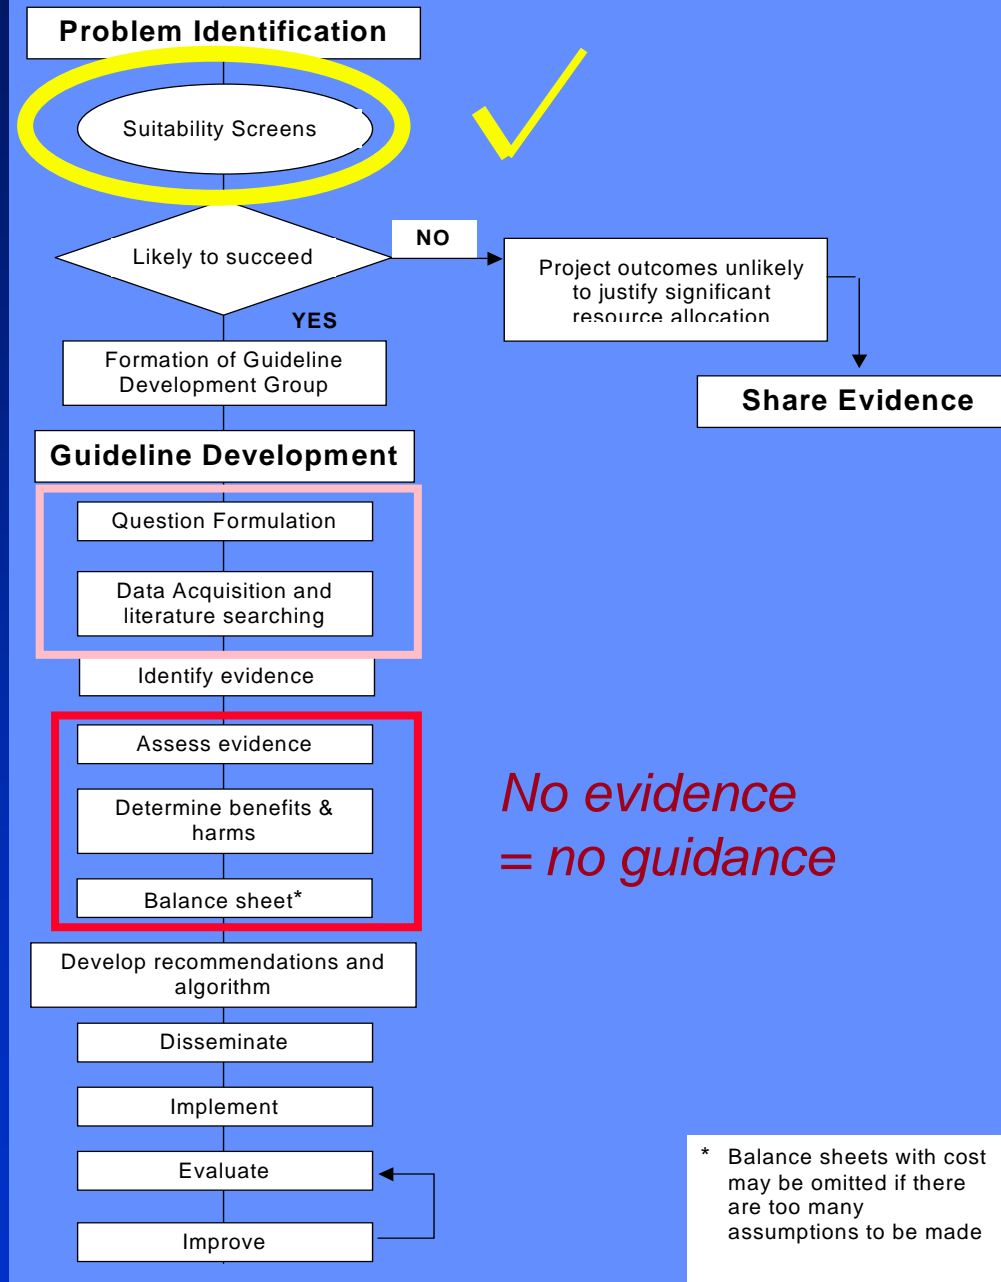 Problem Identification
Suitability Screens
Likely to succeed
NO
Project outcomes unlikely
to justify significant
resource allocation
Share Evidence
YES
Formation of Guideline
Development Group
Guideline Development
Question Formulation
Data Acquisition and
literature searching
Identify evidence
Assess evidence
Determine benefits &
harms
Balance sheet*
No evidence
= no guidance
Develop recommendations and
algorithm
Disseminate
Implement
Evaluate
Improve
* Balance sheets with cost
may be omitted if there
are too many
assumptions to be made